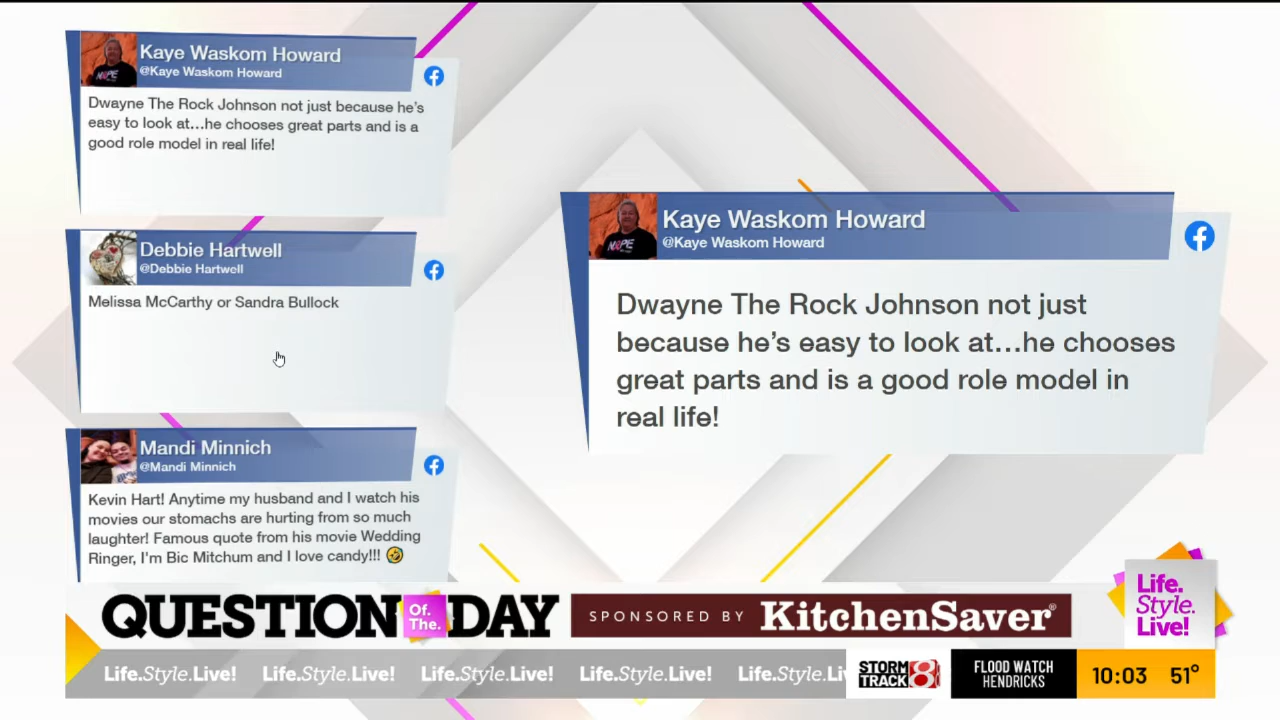 Kaye Waskom Howard
@Kaye Waskom Howard
Dwayne The Rock Johnson not just because he's
easy to look at...he chooses great parts and is a
good role model in real life!
Debbie Hartwell
@Debbie Hartwell
Melissa McCarthy or Sandra Bullock
Mandi Minnich
@Mandi Minnich
Kevin Hart! Anytime my husband and I watch his
movies our stomachs are hurting from so much
laughter! Famous quote from his movie Wedding
Ringer, I'm Bic Mitchum and I love candy!!! 🤣
Kaye Waskom Howard
@Kaye Waskom Howard
NOPE
Dwayne The Rock Johnson not just
because he's easy to look at...he chooses
great parts and is a good role model in
real life!
QUESTION Of. The. DAY
SPONSORED BY KitchenSaver®
Life.
Style.
Live!
Life.Style.Live! Life.Style.Live! Life.Style.Live! Life.Style.Live! Life.Style.Li
STORM
TRACK 8
FLOOD WATCH
HENDRICKS
10:03 51°